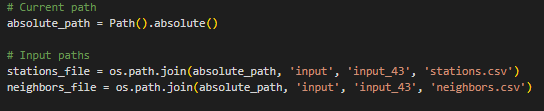 # Current path
absolute_path = Path().absolute()
# Input paths
stations_file = os.path.join(absolute_path, 'input', 'input_43', 'stations.csv')
neighbors_file = os.path.join(absolute_path, 'input', 'input_43', 'neighbors.csv')